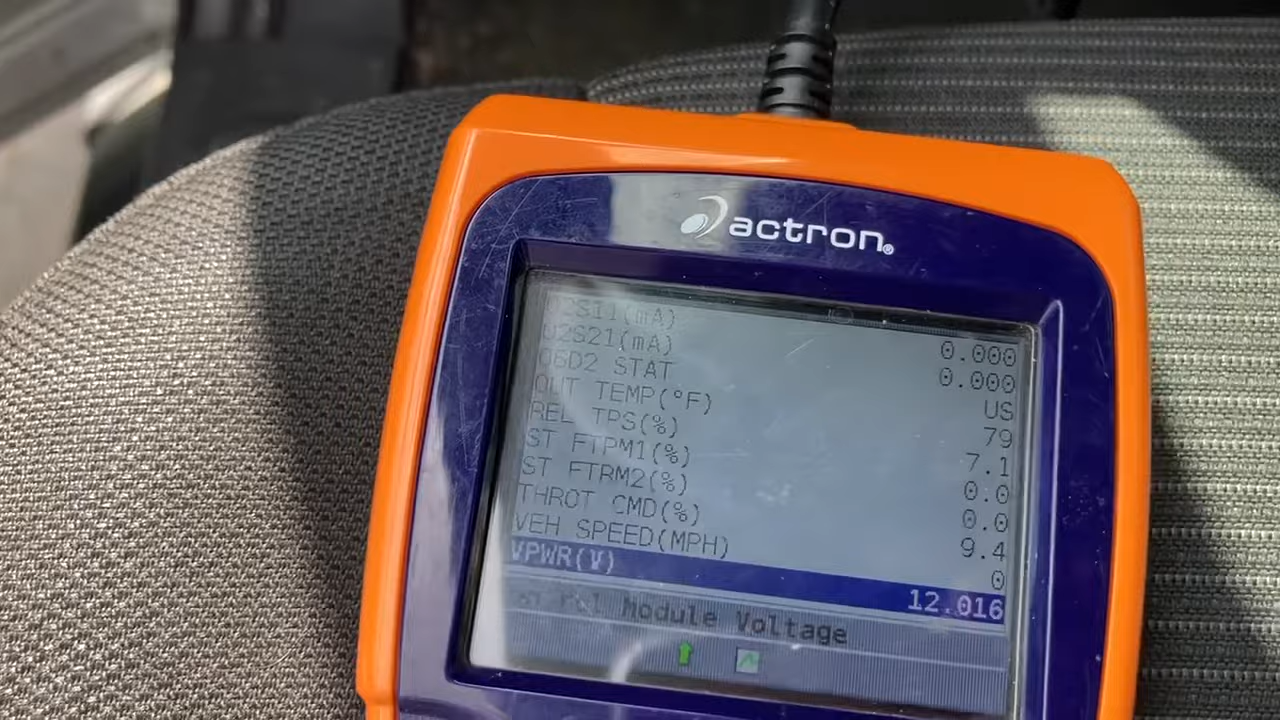 actron®
O2S11(mA) 0.000
O2S21(mA) 0.000
OBD2 STAT US
OUT TEMP(°F) 79
REL TPS(%) 7.1
ST FTRM1(%) 0.0
ST FTRM2(%) 0.0
THROT CMD(%) 9.4
VEH SPEED(MPH) 0
VPWR(V) 12.016
Module Voltage